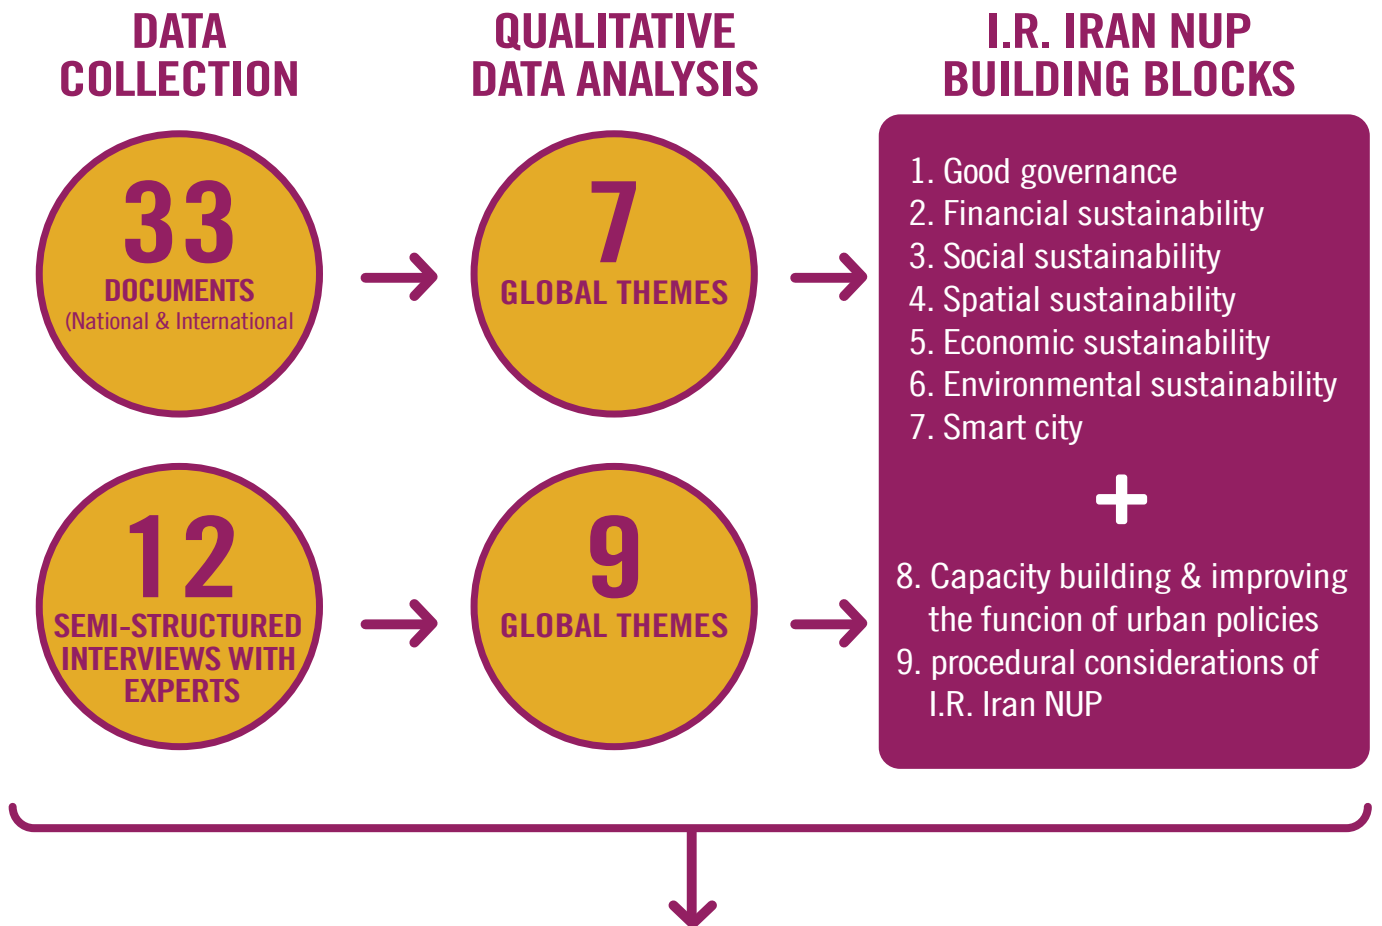 DATA
COLLECTION
QUALITATIVE
DATA ANALYSIS
I.R. IRAN NUP
BUILDING BLOCKS
33
DOCUMENTS
(National & International
7
GLOBAL THEMES
1. Good governance
2. Financial sustainability
3. Social sustainability
4. Spatial sustainability
5. Economic sustainability
6. Environmental sustainability
7. Smart city
+
12
SEMI-STRUCTURED
INTERVIEWS WITH
EXPERTS
9
GLOBAL THEMES
8. Capacity building & improving
the funcion of urban policies
9. procedural considerations of
I.R. Iran NUP